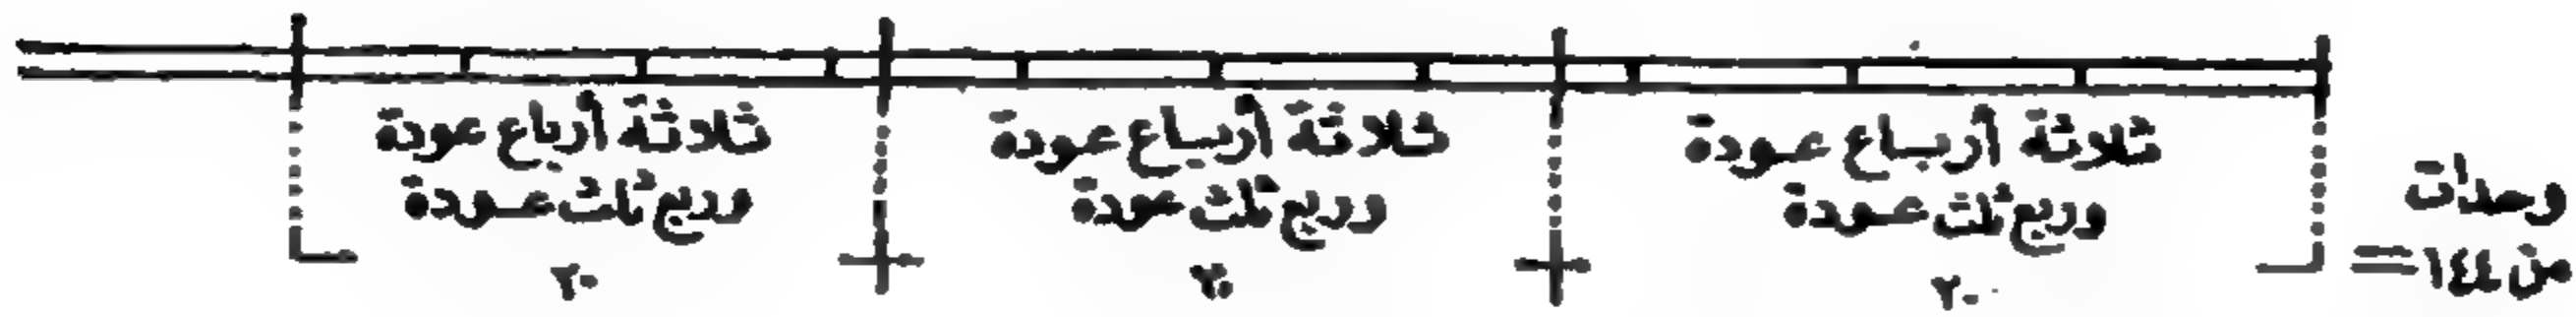 ثلاثة أرباع عودة
وربع ثلث عودة
٢٠
ثلاثة أرباع عودة
وربع ثلث عودة
٢٠
ثلاثة أرباع عودة
وربع ثلث عودة
٢٠
وحدات
من ١٤٤ =